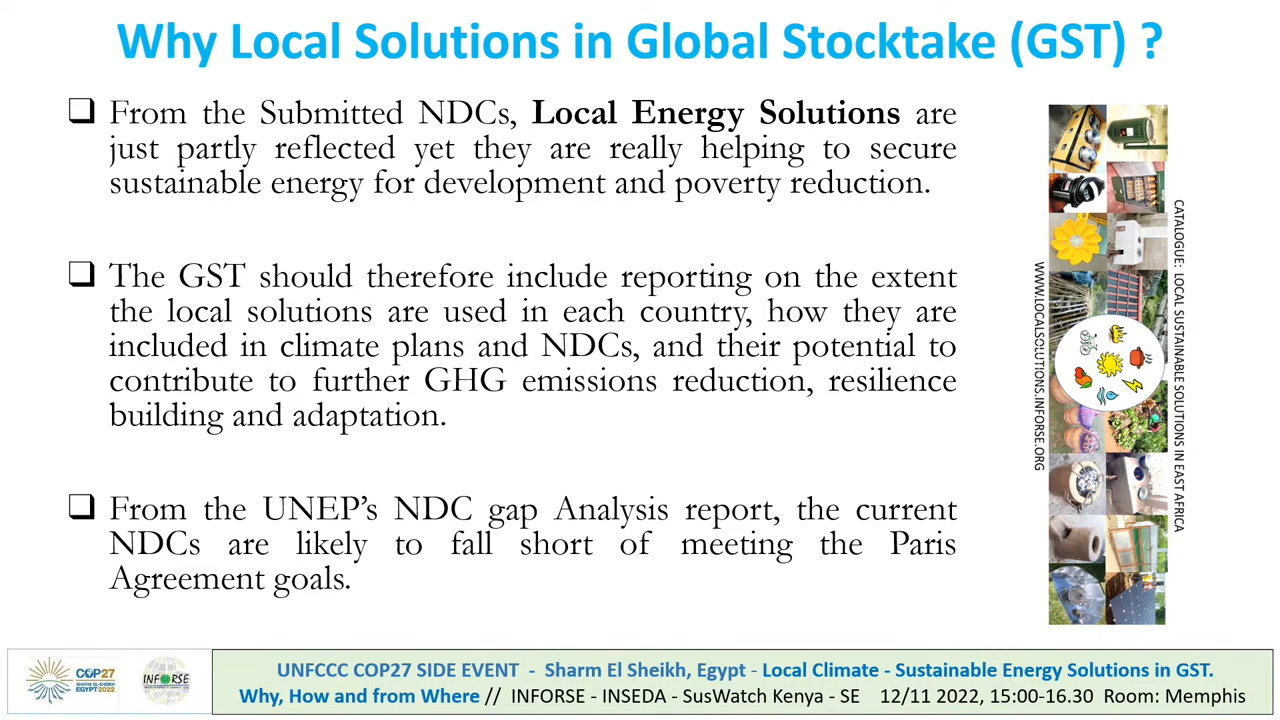 Why Local Solutions in Global Stocktake (GST) ?
❑ From the Submitted NDCs, Local Energy Solutions are
just partly reflected yet they are really helping to secure
sustainable energy for development and poverty reduction.
❑ The GST should therefore include reporting on the extent
the local solutions are used in each country, how they are
included in climate plans and NDCs, and their potential to
contribute to further GHG emissions reduction, resilience
building and adaptation.
❑ From the UNEP’s NDC gap Analysis report, the current
NDCs are likely to fall short of meeting the Paris
Agreement goals.
CATALOGUE: LOCAL SUSTAINABLE SOLUTIONS IN EAST AFRICA
WWW.LOCALSOLUTIONS.INFORSE.ORG
COP27
SHARM EL-SHEIKH
EGYPT2022
INFORSE
UNFCCC COP27 SIDE EVENT - Sharm El Sheikh, Egypt - Local Climate - Sustainable Energy Solutions in GST.
Why, How and from Where // INFORSE - INSEDA - SusWatch Kenya - SE 12/11 2022, 15:00-16.30 Room: Memphis